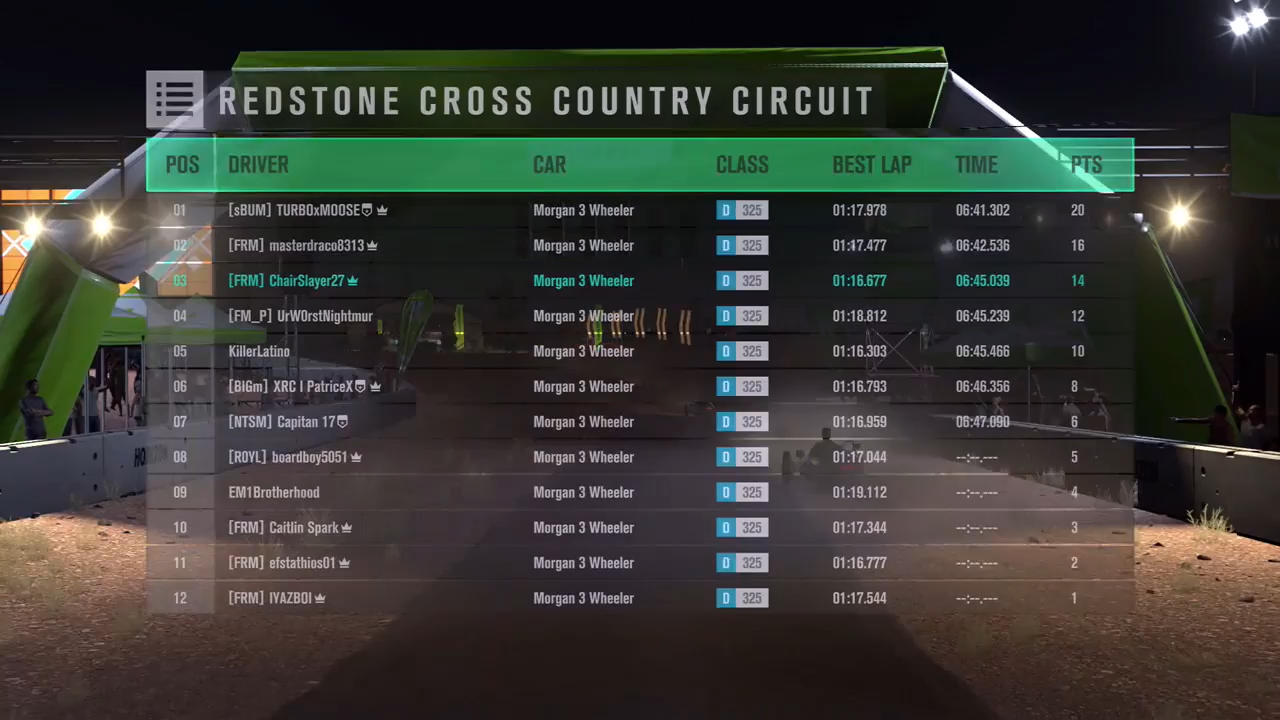 REDSTONE CROSS COUNTRY CIRCUIT
POS DRIVER CAR CLASS BEST LAP TIME PTS
01 [sBUM] TURBOxMOOSE Morgan 3 Wheeler D 325 01:17.978 06:41.302 20
02 [FRM] masterdraco8313 Morgan 3 Wheeler D 325 01:17.477 06:42.536 16
03 [FRM] ChairSlayer27 Morgan 3 Wheeler D 325 01:16.677 06:45.039 14
04 [FM_P] UrW0rstNightmur Morgan 3 Wheeler D 325 01:18.812 06:45.239 12
05 KillerLatino Morgan 3 Wheeler D 325 01:16.303 06:45.466 10
06 [BIGm] XRC l PatriceX Morgan 3 Wheeler D 325 01:16.793 06:46.356 8
07 [NTSM] Capitan 17 Morgan 3 Wheeler D 325 01:16.959 06:47.090 6
08 [ROYL] boardboy5051 Morgan 3 Wheeler D 325 01:17.044 --:--.--- 5
09 EM1Brotherhood Morgan 3 Wheeler D 325 01:19.112 --:--.--- 4
10 [FRM] Caitlin Spark Morgan 3 Wheeler D 325 01:17.344 --:--.--- 3
11 [FRM] efstathios01 Morgan 3 Wheeler D 325 01:16.777 --:--.--- 2
12 [FRM] IYAZBOI Morgan 3 Wheeler D 325 01:17.544 --:--.--- 1